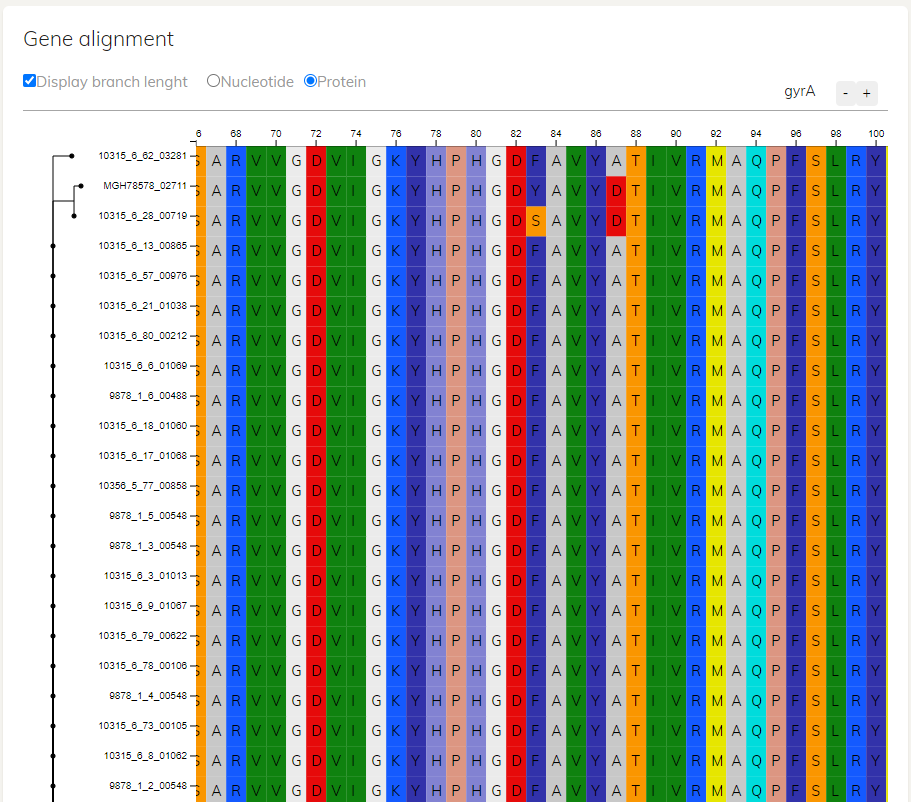 Gene alignment
Display branch lenght Nucleotide Protein
gyrA - +
6 68 70 72 74 76 78 80 82 84 86 88 90 92 94 96 98 100
10315_6_62_03281 S A R V V G D V I G K Y H P H G D F A V Y A T I V R M A Q P F S L R Y
MGH78578_02711 S A R V V G D V I G K Y H P H G D Y A V Y D T I V R M A Q P F S L R Y
10315_6_28_00719 S A R V V G D V I G K Y H P H G D S A V Y D T I V R M A Q P F S L R Y
10315_6_13_00865 S A R V V G D V I G K Y H P H G D F A V Y A T I V R M A Q P F S L R Y
10315_6_57_00976 S A R V V G D V I G K Y H P H G D F A V Y A T I V R M A Q P F S L R Y
10315_6_21_01038 S A R V V G D V I G K Y H P H G D F A V Y A T I V R M A Q P F S L R Y
10315_6_80_00212 S A R V V G D V I G K Y H P H G D F A V Y A T I V R M A Q P F S L R Y
10315_6_6_01069 S A R V V G D V I G K Y H P H G D F A V Y A T I V R M A Q P F S L R Y
9878_1_6_00488 S A R V V G D V I G K Y H P H G D F A V Y A T I V R M A Q P F S L R Y
10315_6_18_01060 S A R V V G D V I G K Y H P H G D F A V Y A T I V R M A Q P F S L R Y
10315_6_17_01068 S A R V V G D V I G K Y H P H G D F A V Y A T I V R M A Q P F S L R Y
10356_5_77_00858 S A R V V G D V I G K Y H P H G D F A V Y A T I V R M A Q P F S L R Y
9878_1_5_00548 S A R V V G D V I G K Y H P H G D F A V Y A T I V R M A Q P F S L R Y
9878_1_3_00548 S A R V V G D V I G K Y H P H G D F A V Y A T I V R M A Q P F S L R Y
10315_6_3_01013 S A R V V G D V I G K Y H P H G D F A V Y A T I V R M A Q P F S L R Y
10315_6_9_01067 S A R V V G D V I G K Y H P H G D F A V Y A T I V R M A Q P F S L R Y
10315_6_79_00622 S A R V V G D V I G K Y H P H G D F A V Y A T I V R M A Q P F S L R Y
10315_6_78_00106 S A R V V G D V I G K Y H P H G D F A V Y A T I V R M A Q P F S L R Y
9878_1_4_00548 S A R V V G D V I G K Y H P H G D F A V Y A T I V R M A Q P F S L R Y
10315_6_73_00105 S A R V V G D V I G K Y H P H G D F A V Y A T I V R M A Q P F S L R Y
10315_6_8_01062 S A R V V G D V I G K Y H P H G D F A V Y A T I V R M A Q P F S L R Y
9878_1_2_00548 S A R V V G D V I G K Y H P H G D F A V Y A T I V R M A Q P F S L R Y